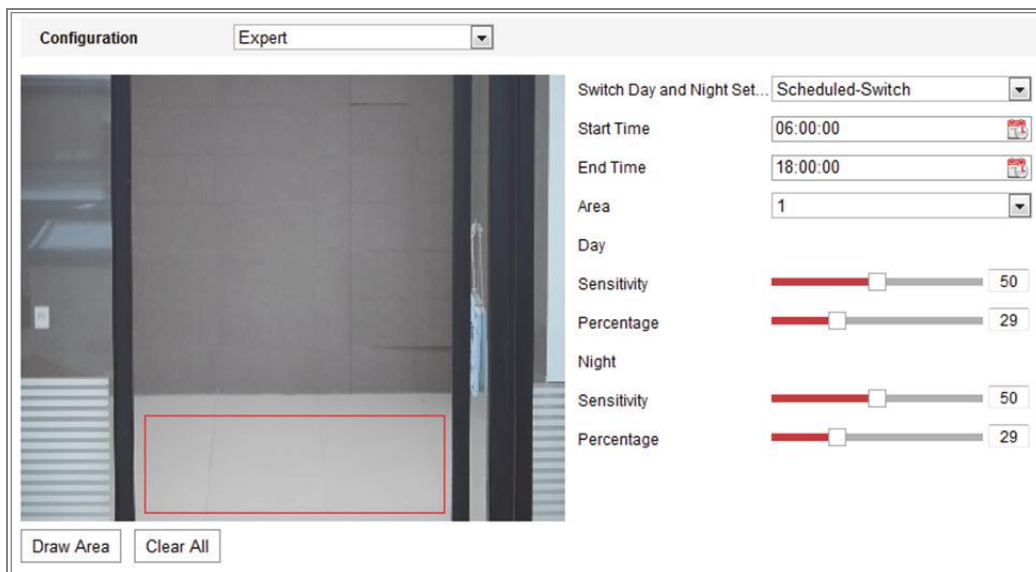 Configuration Expert
Switch Day and Night Set... Scheduled-Switch
Start Time 06:00:00
End Time 18:00:00
Area 1
Day
Sensitivity 50
Percentage 29
Night
Sensitivity 50
Percentage 29
Draw Area Clear All